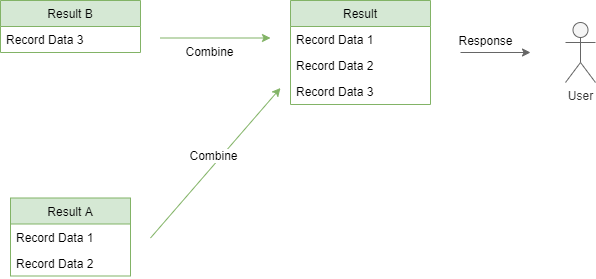 Result B
Record Data 3
Combine
Result
Record Data 1
Record Data 2
Record Data 3
Response
User
Combine
Result A
Record Data 1
Record Data 2